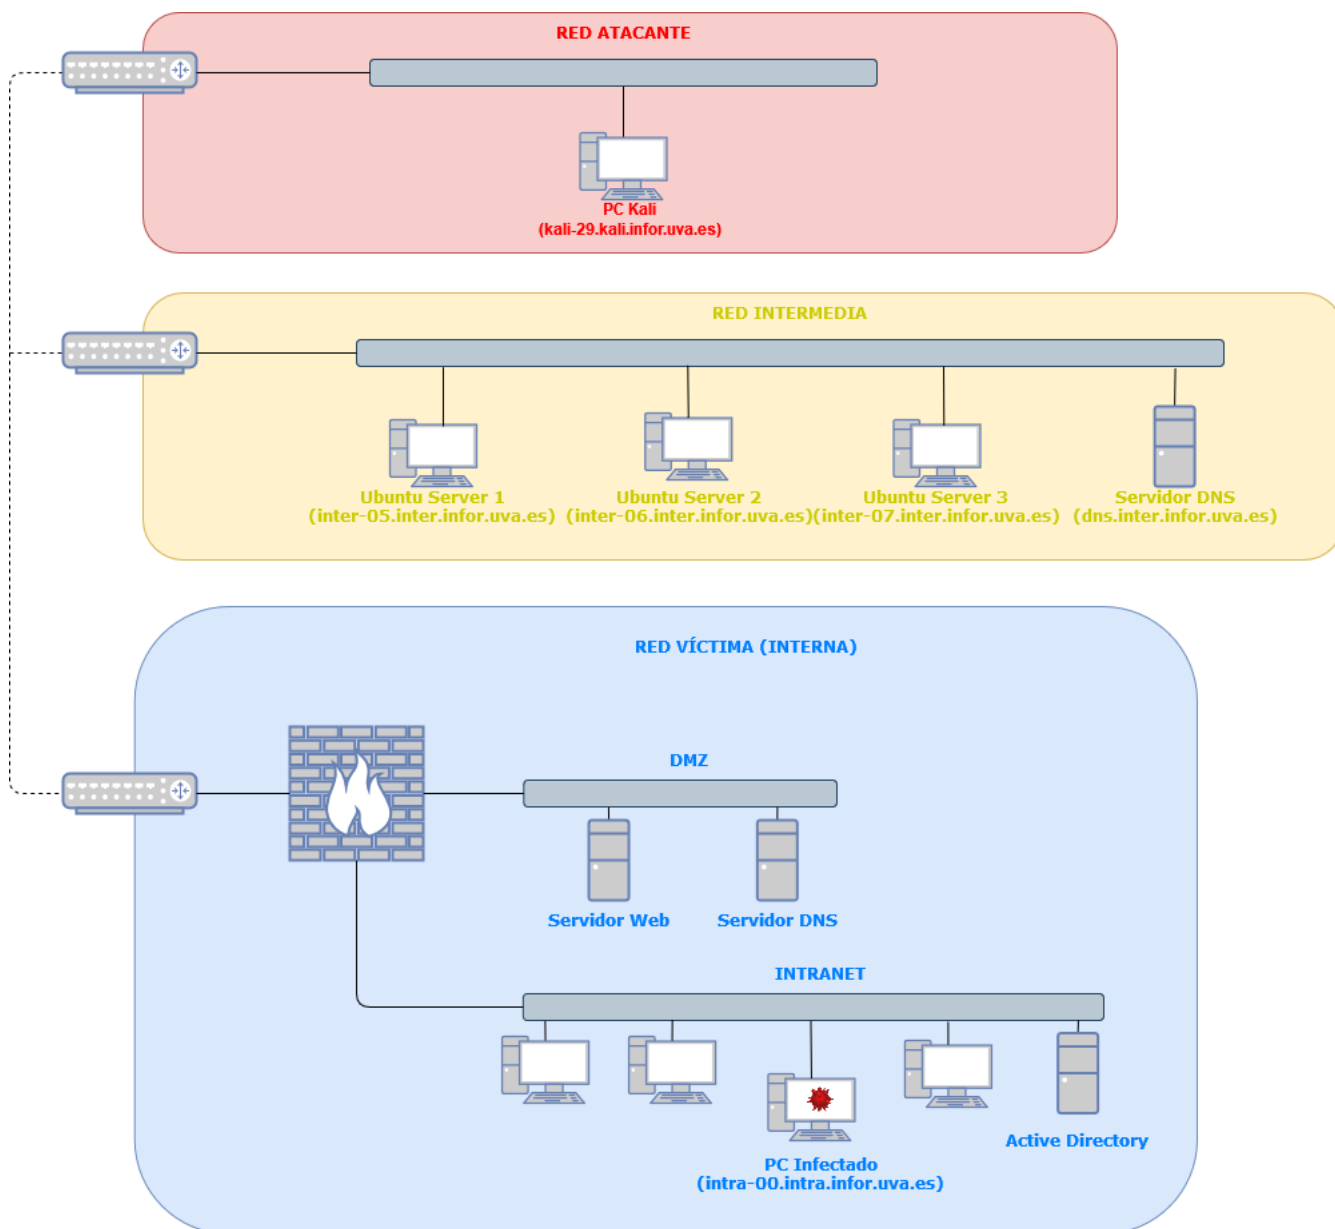 RED ATACANTE
PC Kali
(kali-29.kali.infor.uva.es)
RED INTERMEDIA
Ubuntu Server 1
(inter-05.inter.infor.uva.es)
Ubuntu Server 2
(inter-06.inter.infor.uva.es)
Ubuntu Server 3
(inter-07.inter.infor.uva.es)
Servidor DNS
(dns.inter.infor.uva.es)
RED VÍCTIMA (INTERNA)
DMZ
Servidor Web
Servidor DNS
INTRANET
PC Infectado
(intra-00.intra.infor.uva.es)
Active Directory